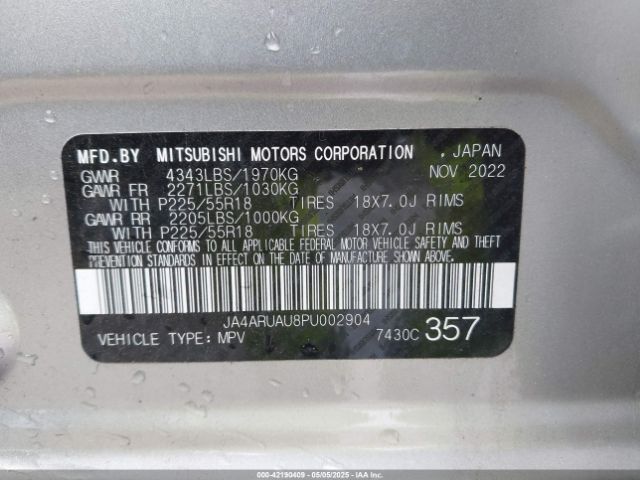 MFD.BY MITSUBISHI MOTORS CORPORATION , JAPAN
GVWR 4343LBS/1970KG NOV 2022
GAWR FR 2271LBS/1030KG
WITH P225/55R18 TIRES 18X7.0J RIMS
GAWR RR 2205LBS/1000KG
WITH P225/55R18 TIRES 18X7.0J RIMS
THIS VEHICLE CONFORMS TO ALL APPLICABLE FEDERAL MOTOR VEHICLE SAFETY AND THEFT
PREVENTION STANDARDS IN EFFECT ON THE DATE OF MANUFACTURE SHOWN ABOVE.
JA4ARUAU8PU002904
VEHICLE TYPE: MPV 7430C 357
000-42190409 - 05/05/2025 - IAAI.COM